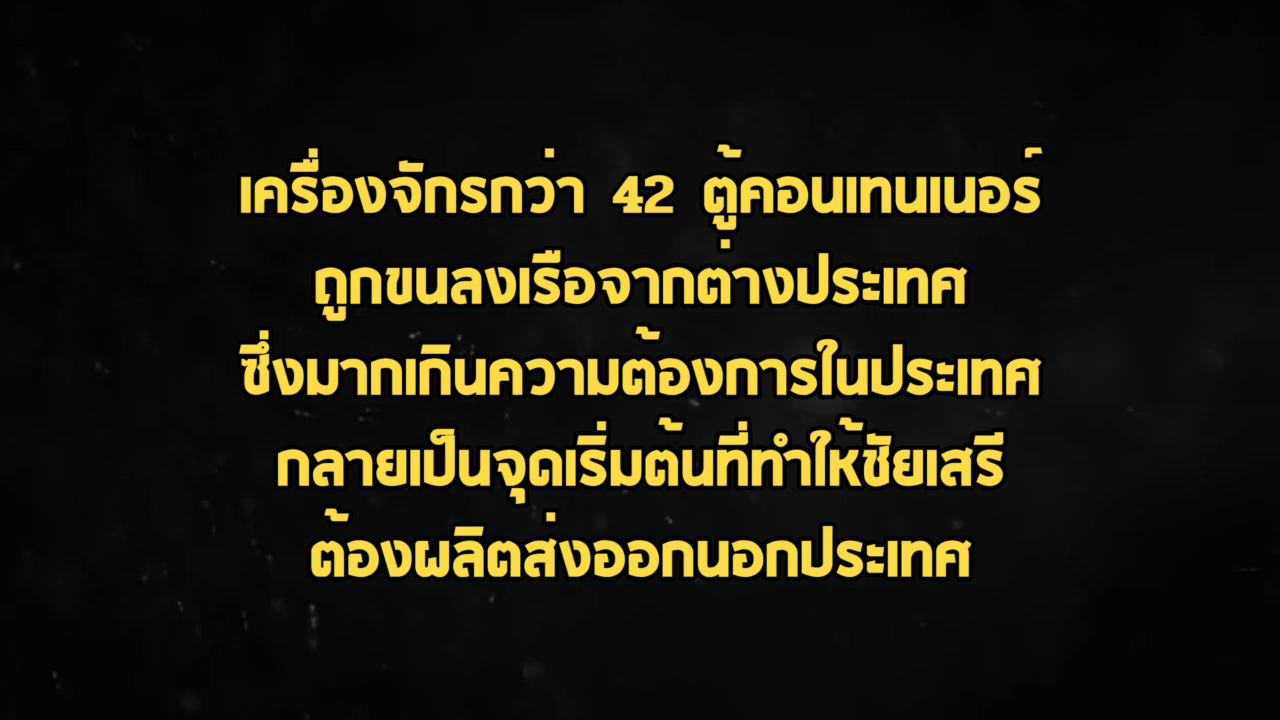 เครื่องจักรกว่า 42 ตู้คอนเทนเนอร์
ถูกขนลงเรือจากต่างประเทศ
ซึ่งมากเกินความต้องการในประเทศ
กลายเป็นจุดเริ่มต้นที่ทำให้ชัยเสรี
ต้องผลิตส่งออกนอกประเทศ